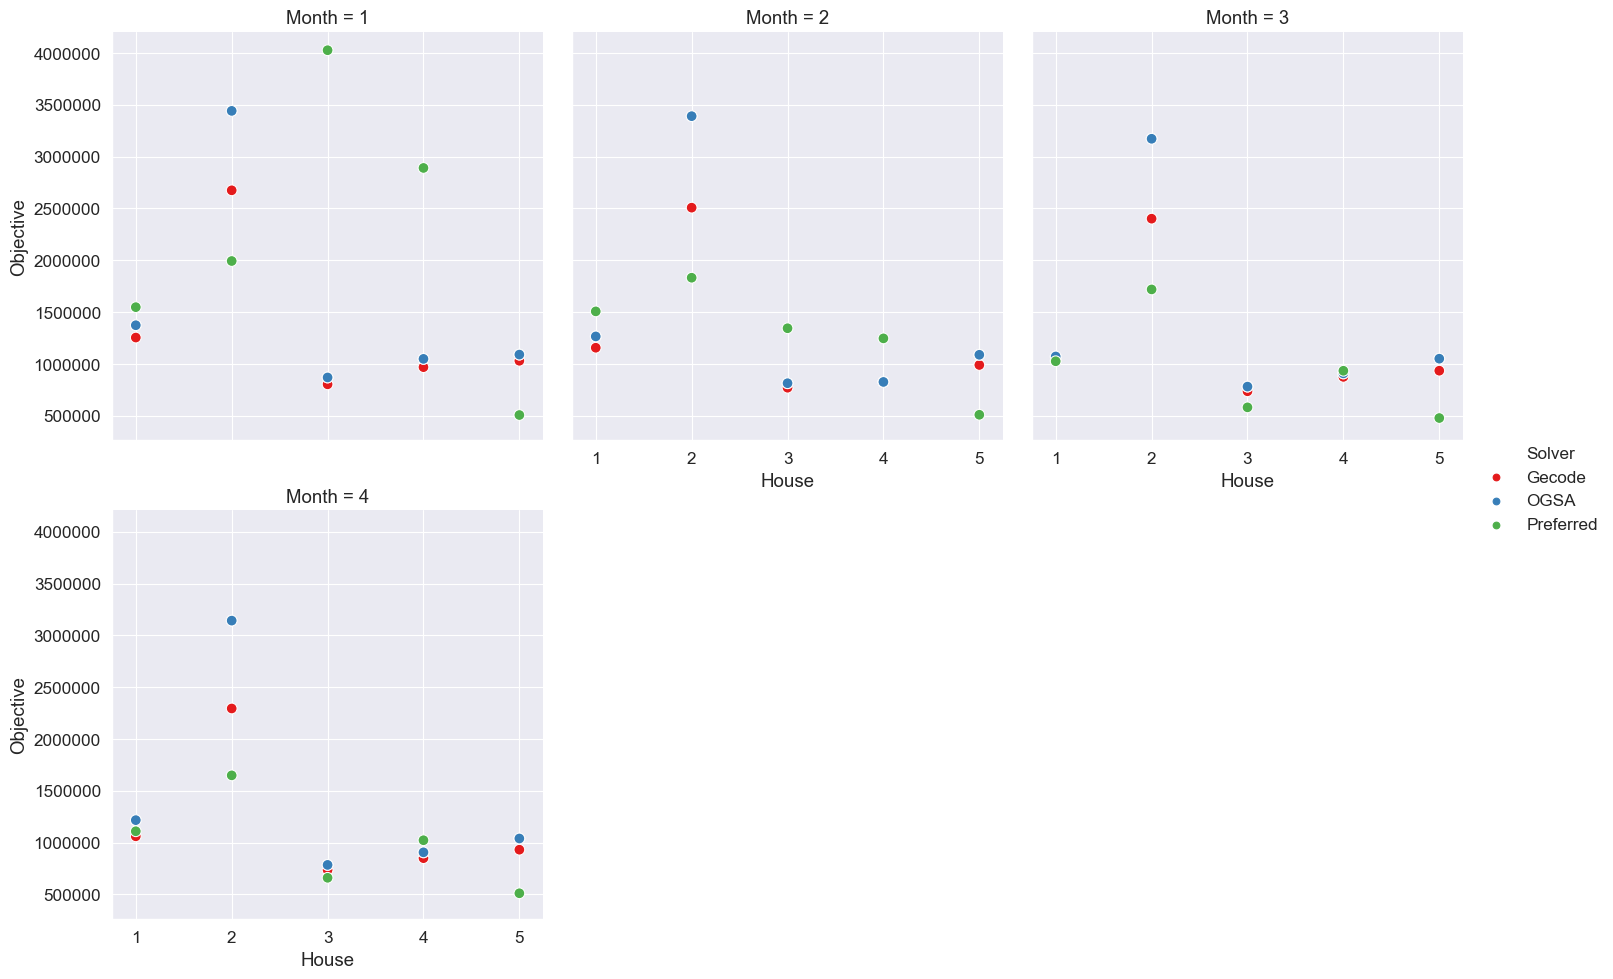 Month = 1
Month = 2
Month = 3
4000000
3500000
3000000
2500000
2000000
1500000
1000000
500000
Objective
1 2 3 4 5
House
1 2 3 4 5
House
Solver
Gecode
OGSA
Preferred
Month = 4
4000000
3500000
3000000
2500000
2000000
1500000
1000000
500000
Objective
1 2 3 4 5
House